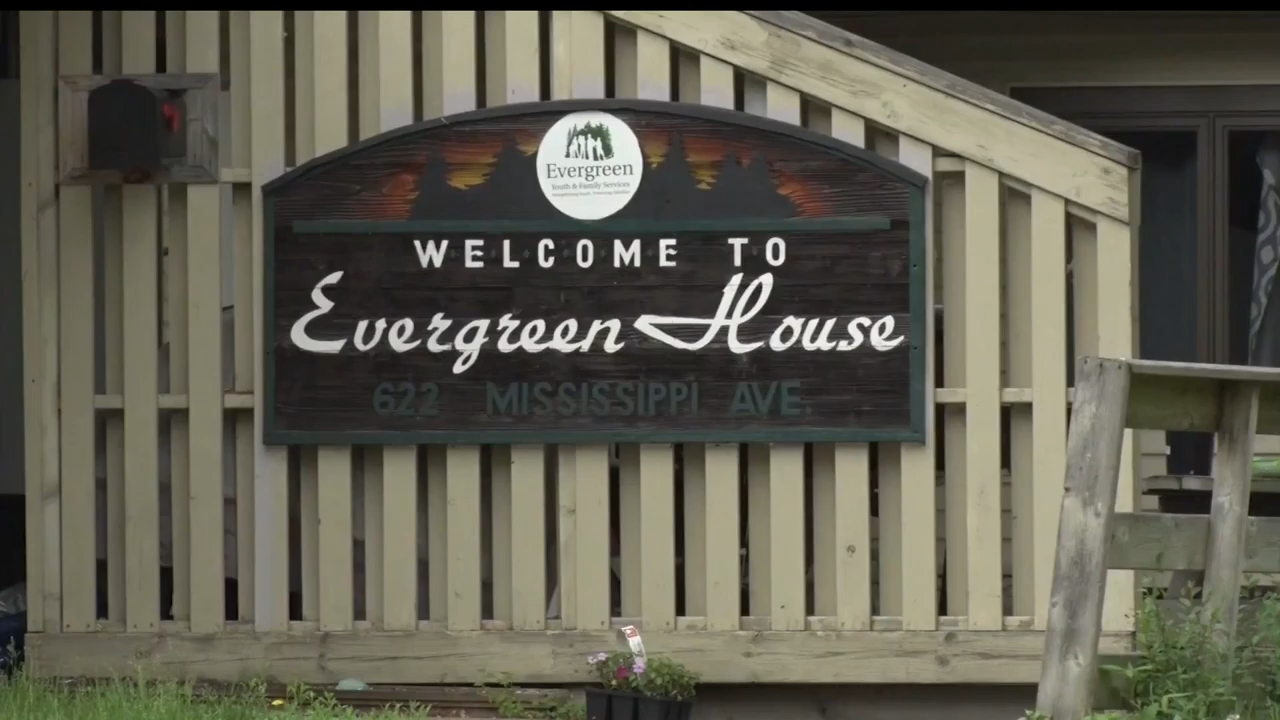 Evergreen
Youth & Family Services
WELCOME TO
Evergreen House
622 MISSISSIPPI AVE.